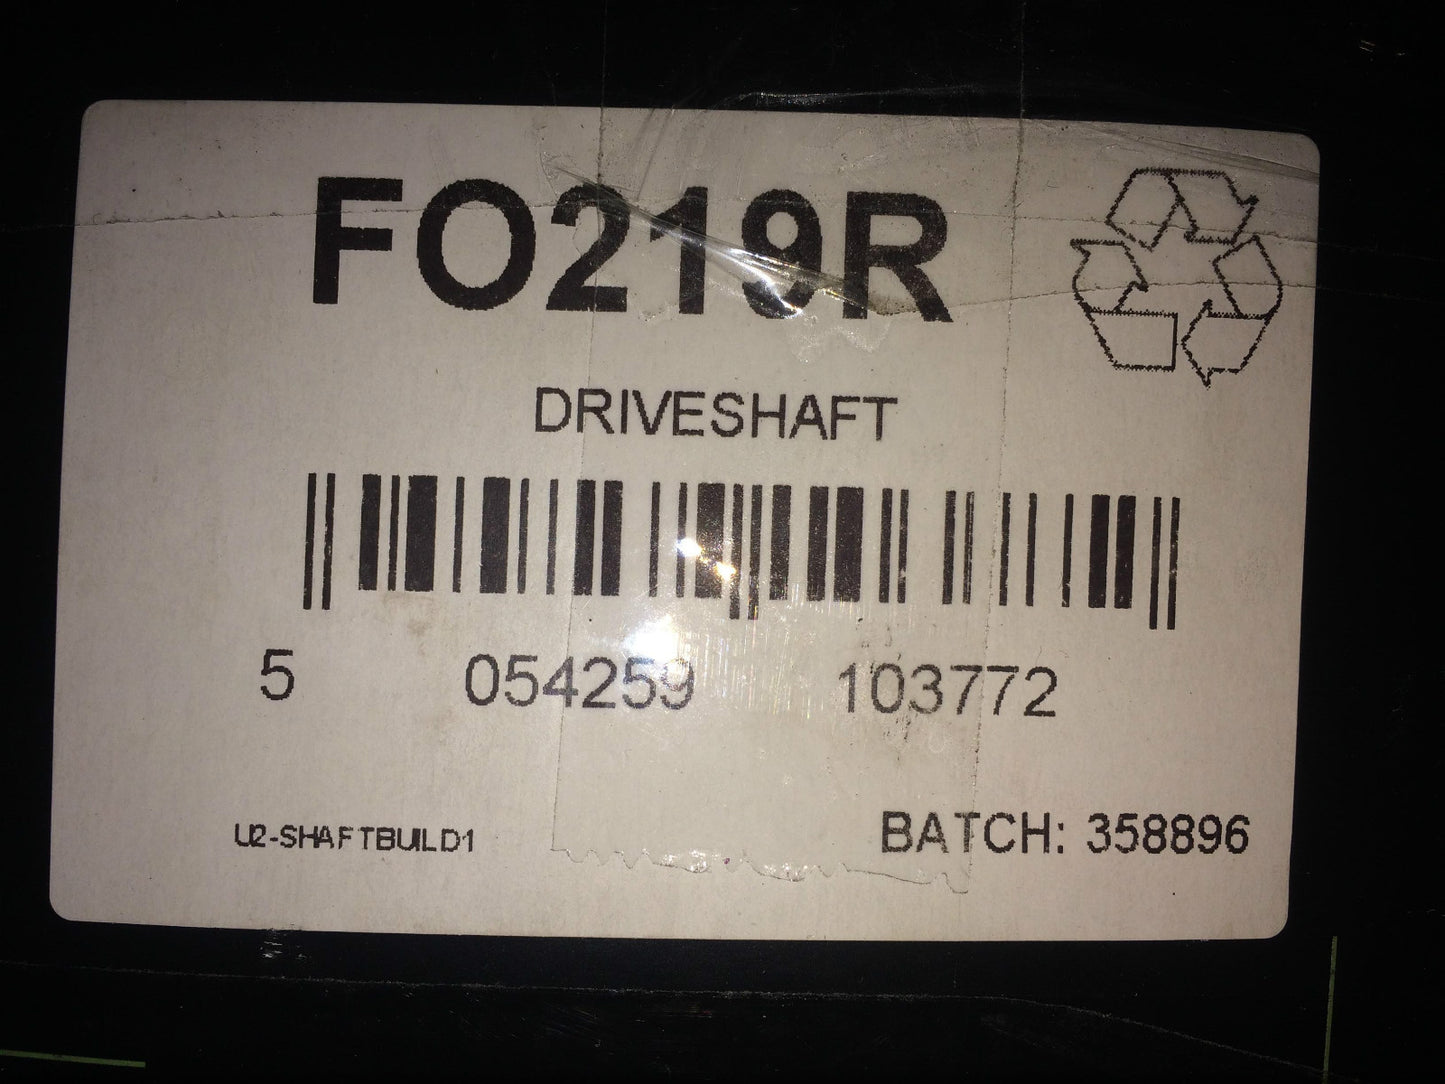 FO219R
DRIVESHAFT
5 054259 103772
U2-SHAFTBUILD1
BATCH: 358896